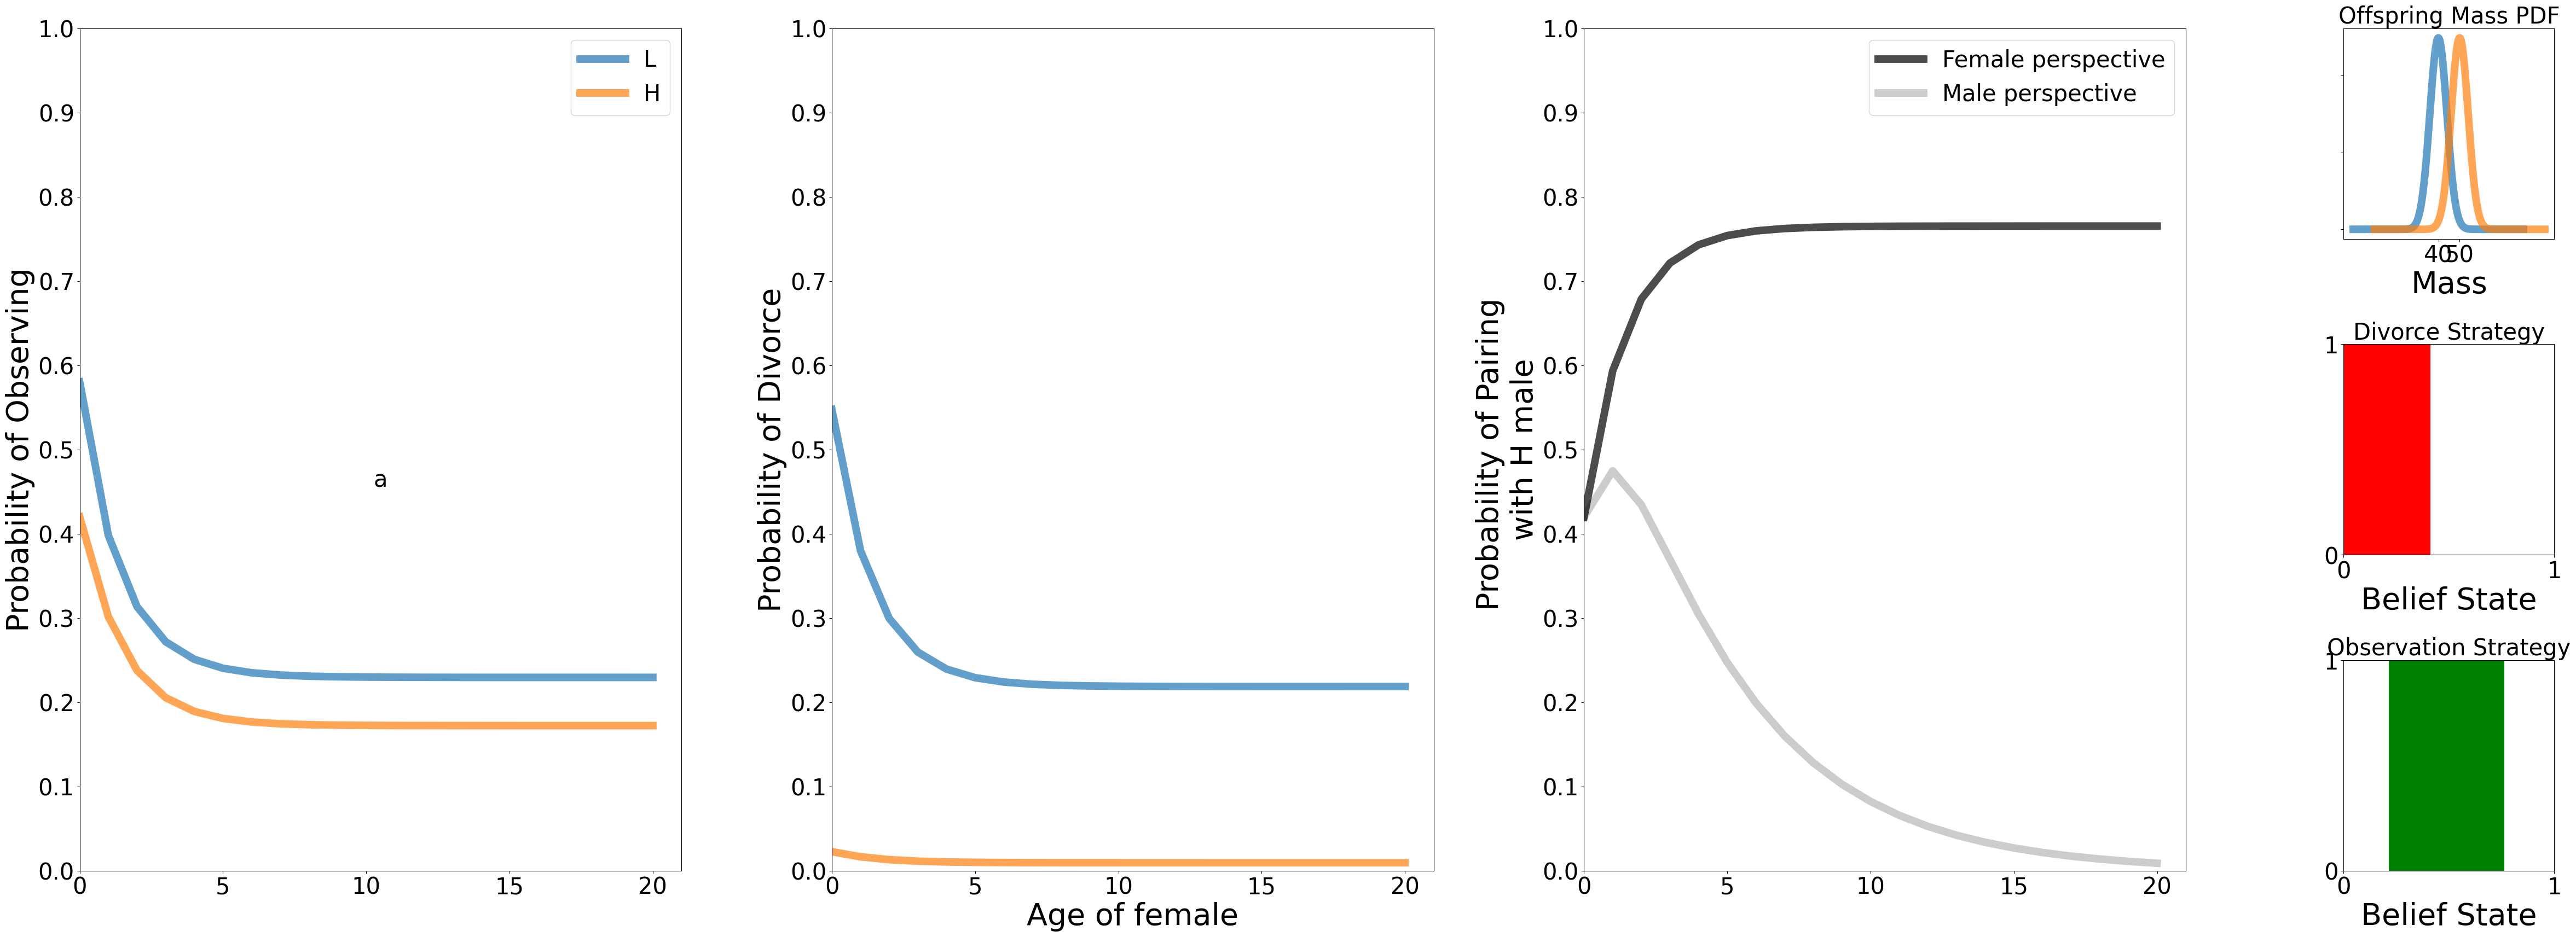 Probability of Observing
1.0
0.9
0.8
0.7
0.6
0.5
0.4
0.3
0.2
0.1
0.0
0 5 10 15 20
L
H
a
Probability of Divorce
1.0
0.9
0.8
0.7
0.6
0.5
0.4
0.3
0.2
0.1
0.0
0 5 10 15 20
Age of female
Probability of Pairing
with H male
1.0
0.9
0.8
0.7
0.6
0.5
0.4
0.3
0.2
0.1
0.0
0 5 10 15 20
Female perspective
Male perspective
Offspring Mass PDF
40 50
Mass
Divorce Strategy
1
0
0 1
Belief State
Observation Strategy
1
0
0 1
Belief State